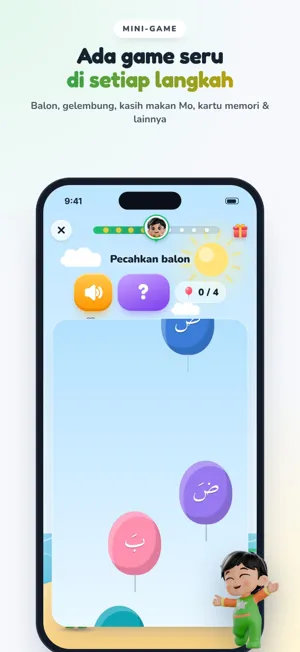 MINI-GAME
Ada game seru
di setiap langkah
Balon, gelembung, kasih makan Mo, kartu memori &
lainnya
9:41
Pecahkan balon
?
0 / 4
ضَ
بَ